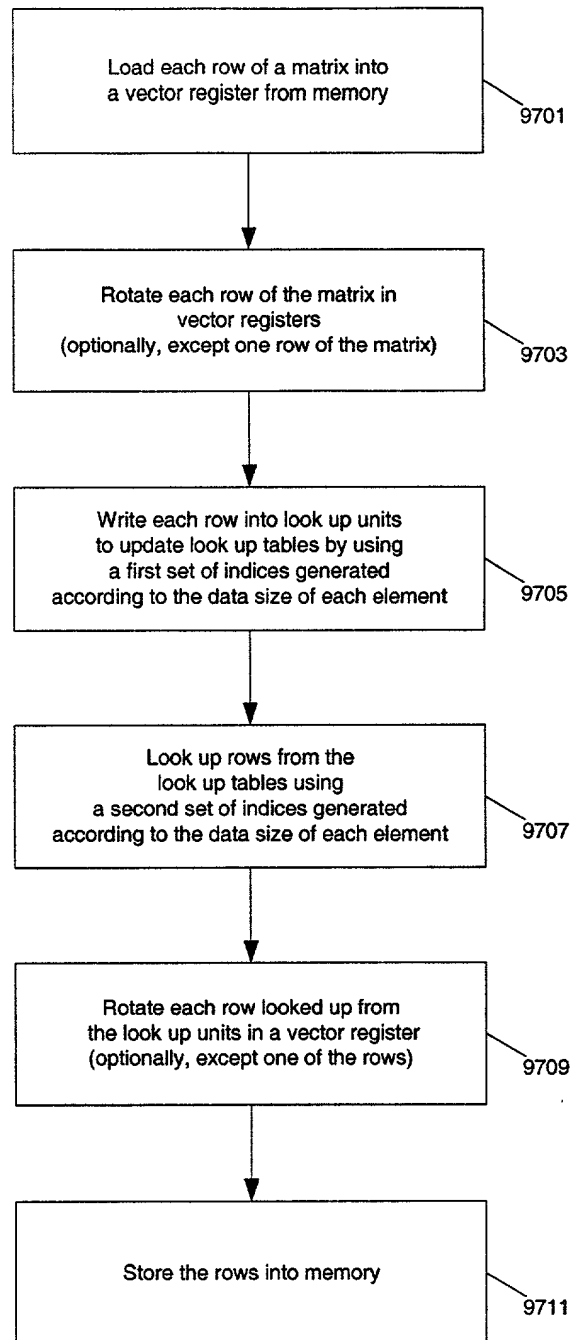 Load each row of a matrix into
a vector register from memory
9701
Rotate each row of the matrix in
vector registers
(optionally, except one row of the matrix)
9703
Write each row into look up units
to update look up tables by using
a first set of indices generated
according to the data size of each element
9705
Look up rows from the
look up tables using
a second set of indices generated
according to the data size of each element
9707
Rotate each row looked up from
the look up units in a vector register
(optionally, except one of the rows)
9709
Store the rows into memory
9711